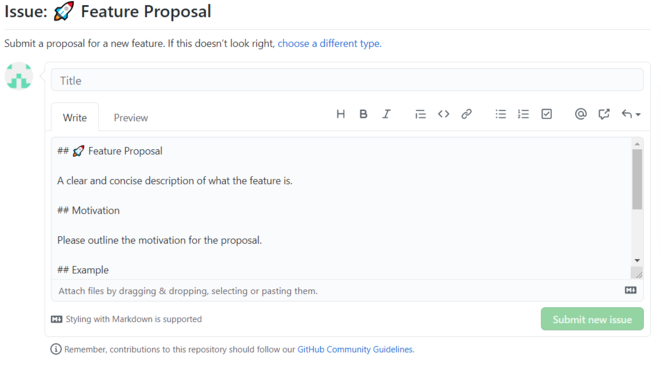 Issue: 🚀 Feature Proposal
Submit a proposal for a new feature. If this doesn't look right, choose a different type.
Title
Write Preview
## 🚀 Feature Proposal
A clear and concise description of what the feature is.
## Motivation
Please outline the motivation for the proposal.
## Example
Attach files by dragging & dropping, selecting or pasting them.
Styling with Markdown is supported
Submit new issue
Remember, contributions to this repository should follow our GitHub Community Guidelines.